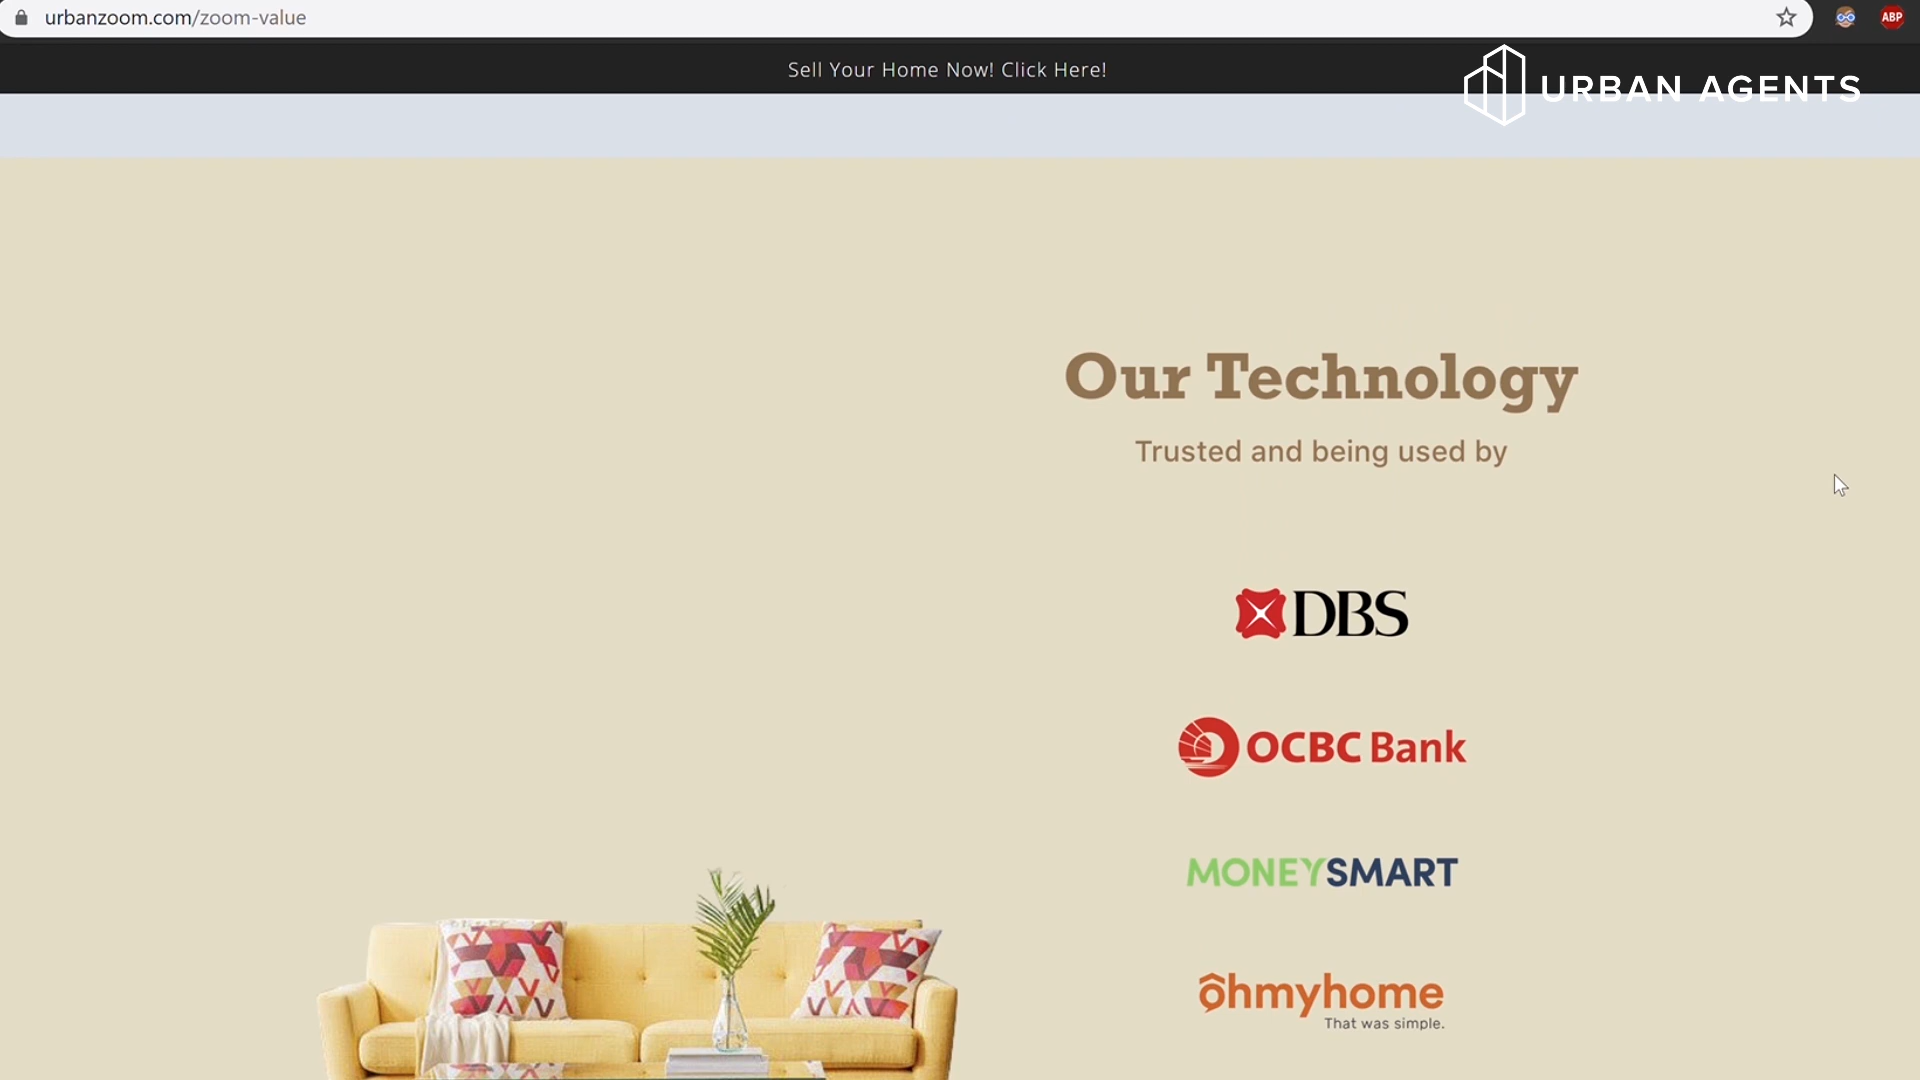 urbanzoom.com/zoom-value
ABP
Sell Your Home Now! Click Here!
URBAN AGENTS
Our Technology
Trusted and being used by
DBS
OCBC Bank
MONEYSMART
ohmyhome
That was simple.